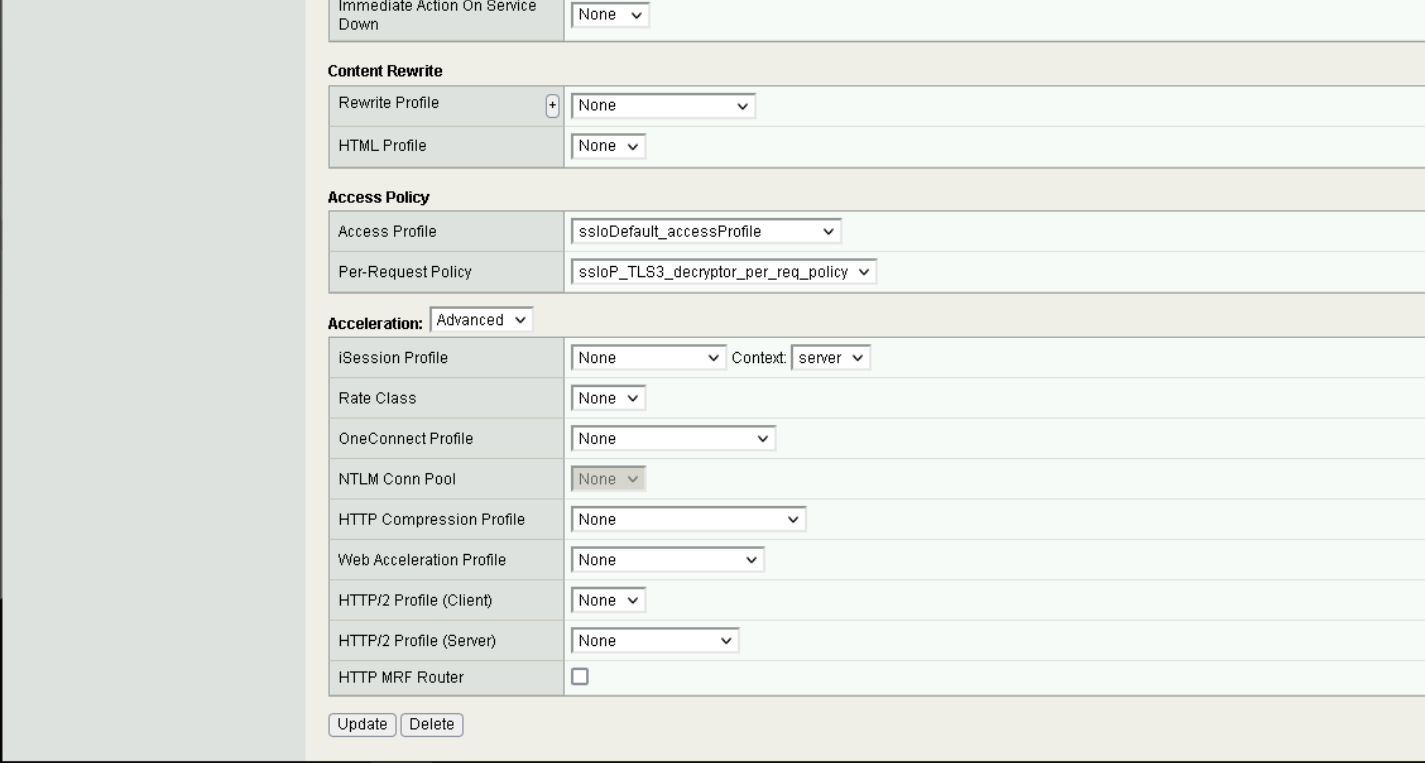 Immediate Action On Service
Down
None
Content Rewrite
Rewrite Profile + None
HTML Profile None
Access Policy
Access Profile ssloDefault_accessProfile
Per-Request Policy ssloP_TLS3_decryptor_per_req_policy
Acceleration: Advanced
iSession Profile None Context: server
Rate Class None
OneConnect Profile None
NTLM Conn Pool None
HTTP Compression Profile None
Web Acceleration Profile None
HTTP/2 Profile (Client) None
HTTP/2 Profile (Server) None
HTTP MRF Router
Update Delete